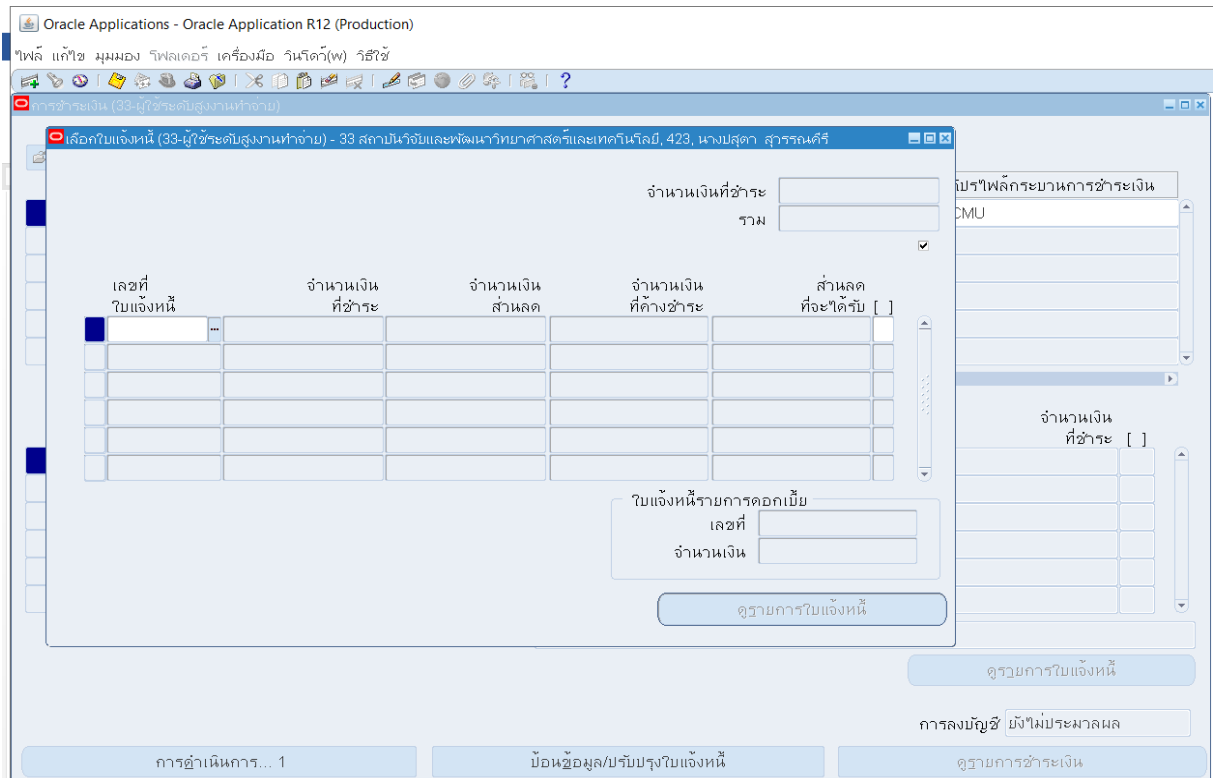 Oracle Applications - Oracle Application R12 (Production)
ไฟล์ แก้ไข มุมมอง โฟลเดอร์ เครื่องมือ วินโดว์(w) วิธีใช้
การชำระเงิน (33-ผู้ใช้ระดับสูงงานทำจ่าย)
เลือกใบแจ้งหนี้ (33-ผู้ใช้ระดับสูงงานทำจ่าย) - 33 สถาบันวิจัยและพัฒนาวิทยาศาสตร์และเทคโนโลยี, 423, นางปสุตา สุวรรณคีรี
จำนวนเงินที่ชำระ
โปรไฟล์กระบวนการชำระเงิน
รวม
CMU
เลขที่ใบแจ้งหนี้ จำนวนเงินที่ชำระ จำนวนเงินส่วนลด จำนวนเงินที่ค้างชำระ ส่วนลดที่จะได้รับ [ ]
จำนวนเงิน
ที่ชำระ [ ]
ใบแจ้งหนี้รายการดอกเบี้ย
เลขที่
จำนวนเงิน
ดูรายการใบแจ้งหนี้
ดูรายการใบแจ้งหนี้
การลงบัญชี ยังไม่ประมวลผล
การดำเนินการ... 1 ป้อนข้อมูล/ปรับปรุงใบแจ้งหนี้ ดูรายการชำระเงิน